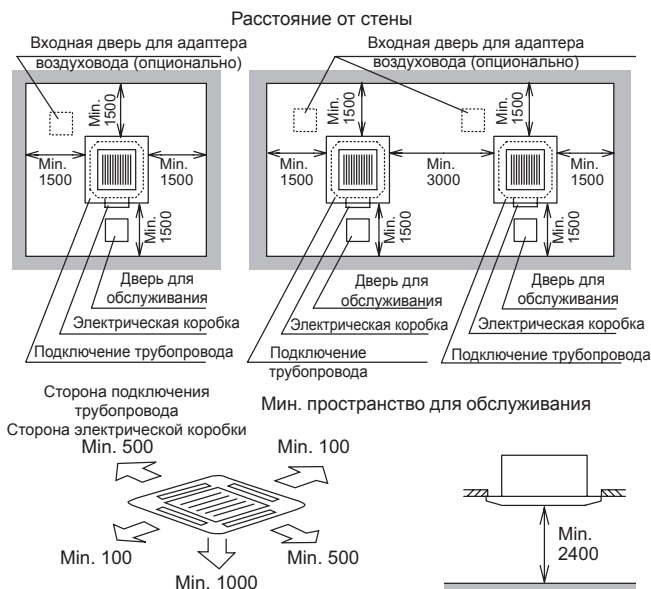 Расстояние от стены
Входная дверь для адаптера
воздуховода (опционально)
Входная дверь для адаптера
воздуховода (опционально)
Min.
1500
Min.
1500
Min.
1500
Min.
1500
Min.
1500
Min.
1500
Min.
1500
Min.
3000
Min.
1500
Min.
1500
Min.
1500
Дверь для
обслуживания
Электрическая коробка
Подключение трубопровода
Дверь для
обслуживания
Электрическая коробка
Подключение
трубопровода
Дверь для
обслуживания
Электрическая коробка
Подключение трубопровода
Сторона подключения
трубопровода
Сторона электрической коробки
Мин. пространство для обслуживания
Min. 500
Min. 100
Min. 100
Min. 500
Min. 1000
Min.
2400